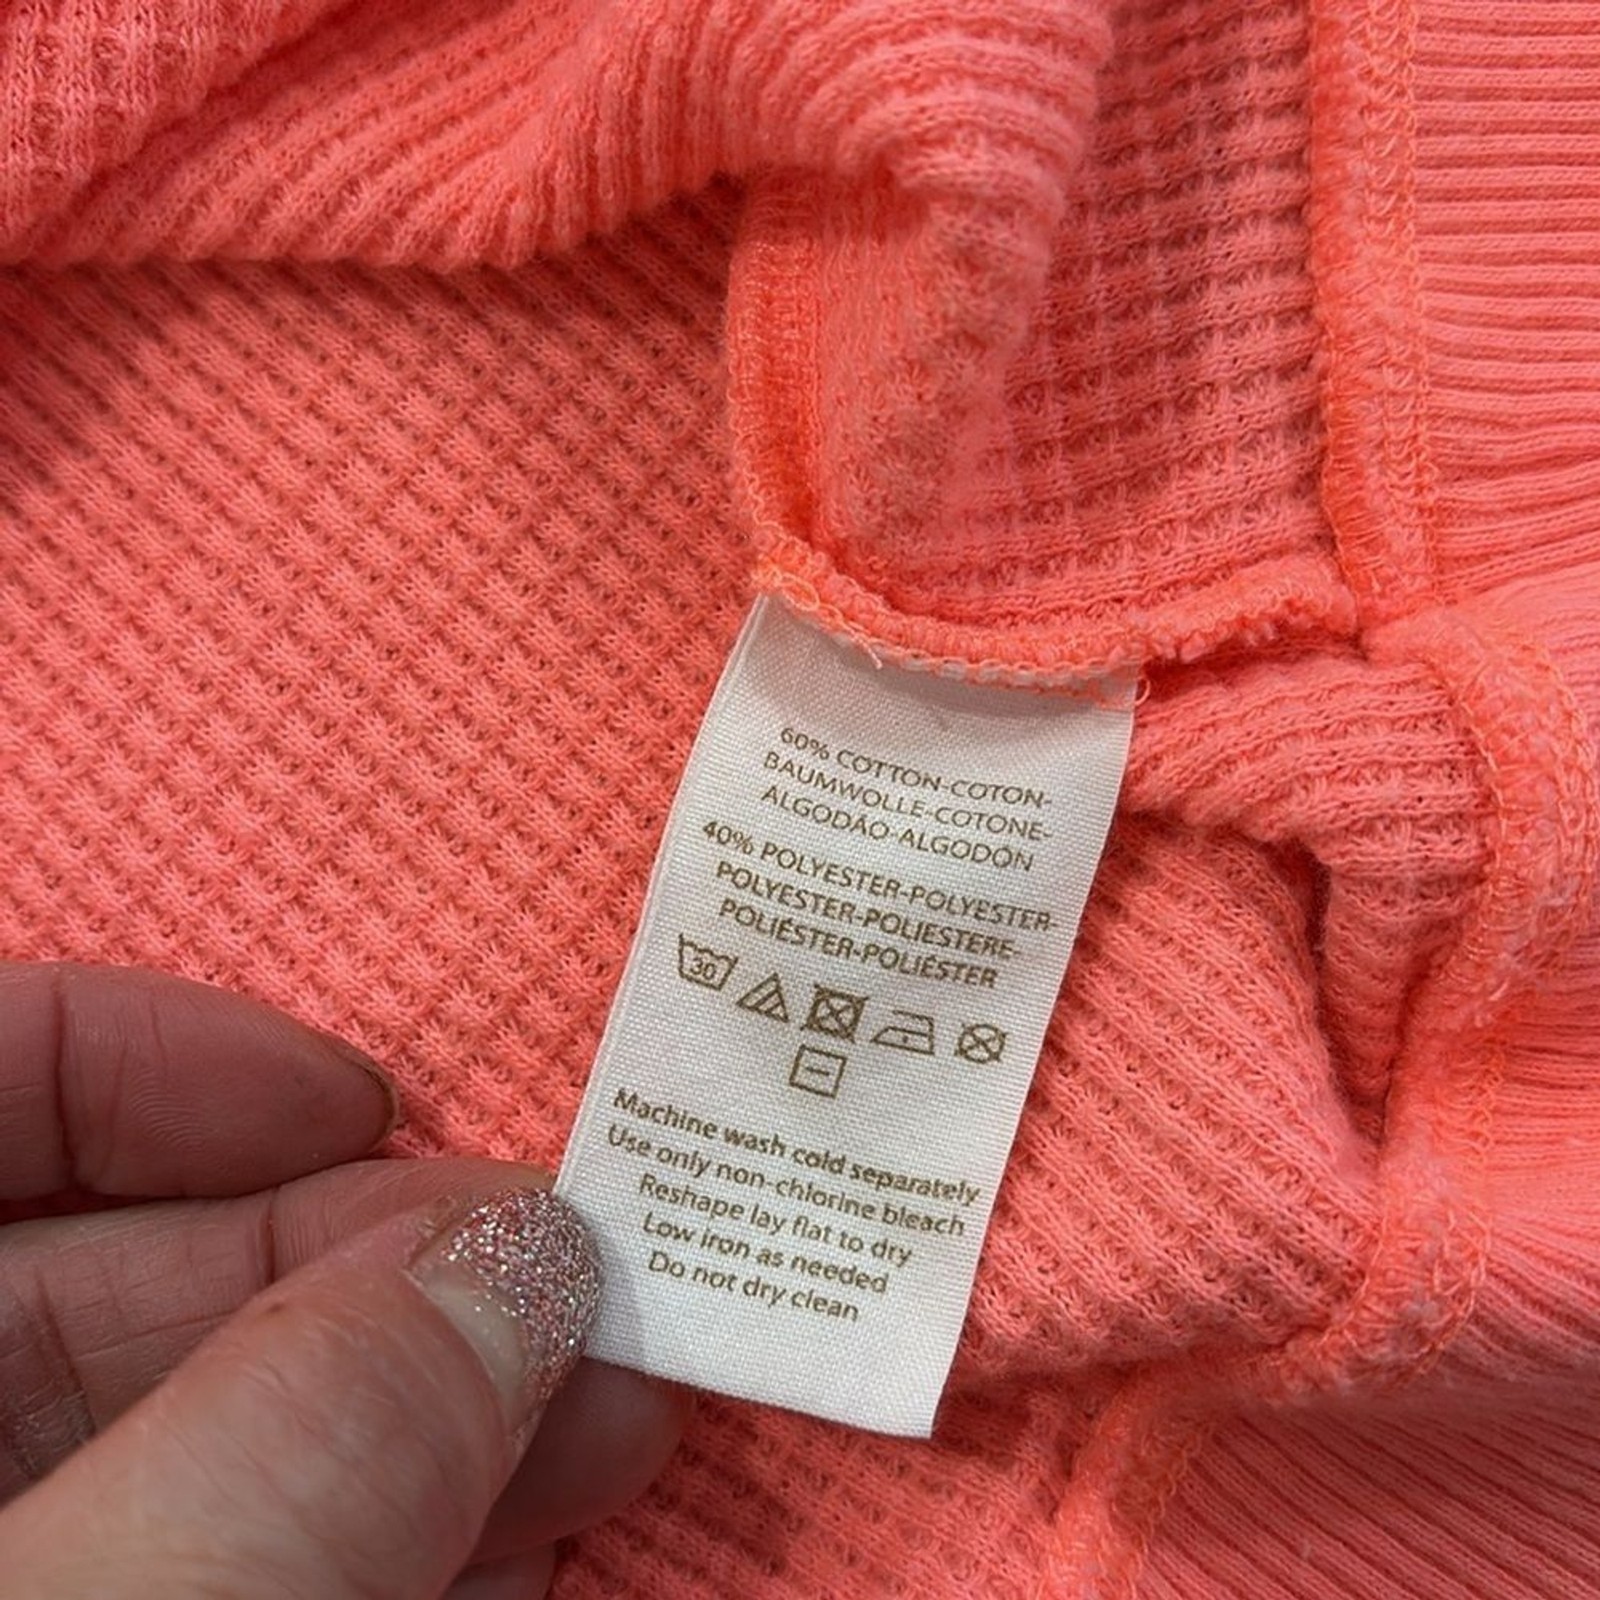 60% COTTON-COTON-
BAUMWOLLE-COTONE-
ALGODÃO-ALGODÓN
40% POLYESTER-POLYESTER-
POLYESTER-POLIESTERE-
POLIÉSTER-POLIÉSTER
30
Machine wash cold separately
Use only non-chlorine bleach
Reshape lay flat to dry
Low iron as needed
Do not dry clean